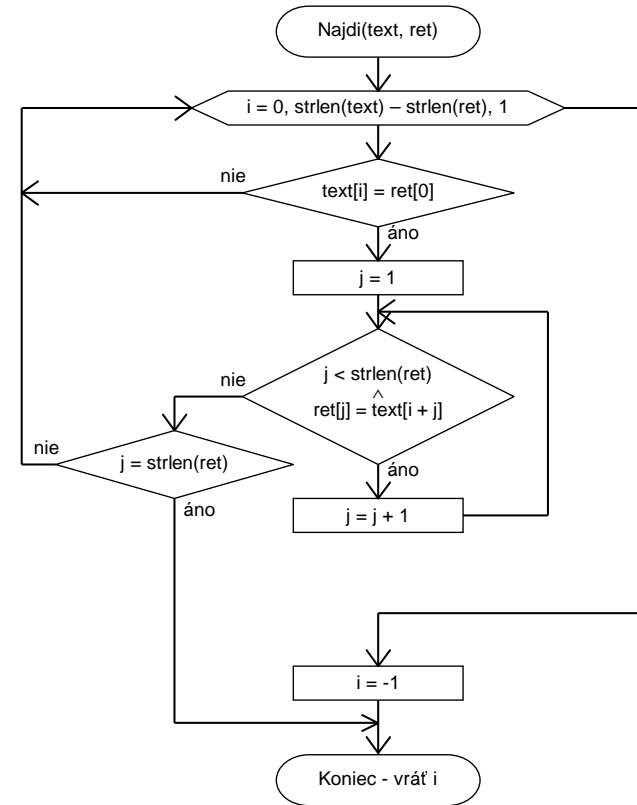 Najdi(text, ret)
i = 0, strlen(text) – strlen(ret), 1
nie
text[i] = ret[0]
áno
j = 1
nie
j < strlen(ret)
^
ret[j] = text[i + j]
nie
j = strlen(ret)
áno
áno
j = j + 1
i = -1
Koniec - vráť i